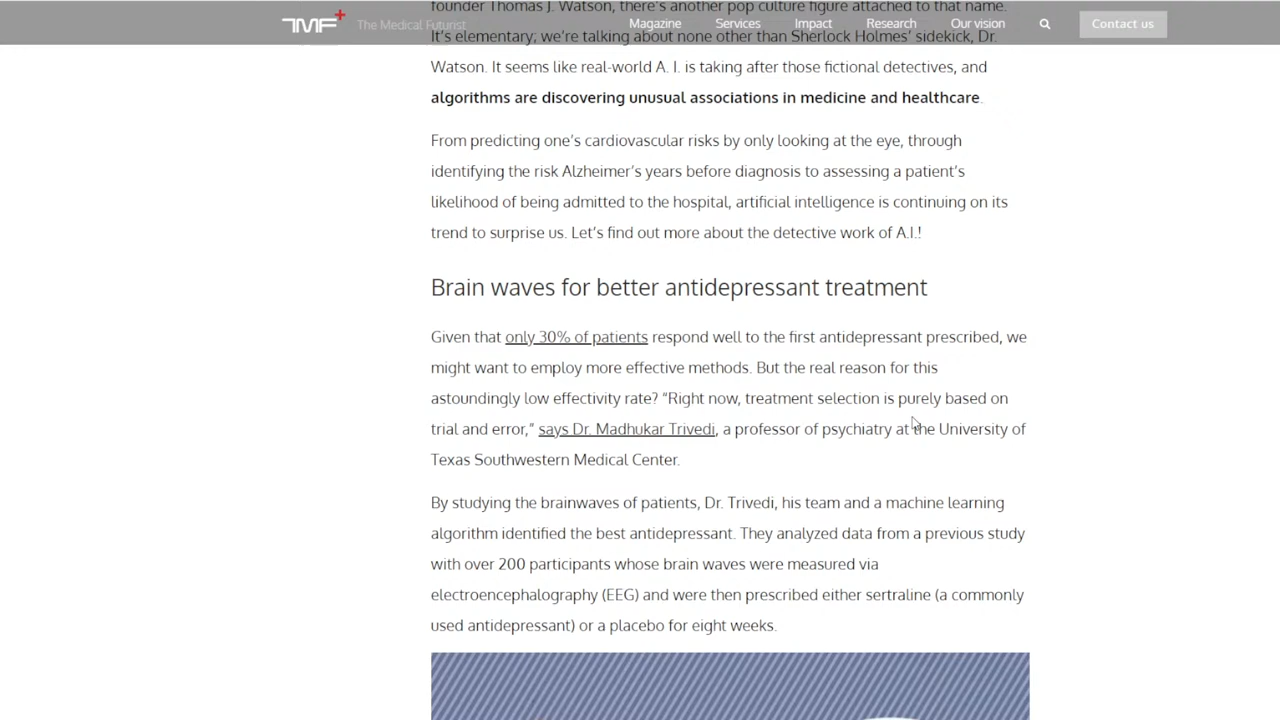 founder Thomas J. Watson, there's another pop culture figure attached to that name.
TMF+ The Medical Futurist Magazine Services Impact Research Our vision Contact us
It's elementary; we're talking about none other than Sherlock Holmes' sidekick, Dr.
Watson. It seems like real-world A. I. is taking after those fictional detectives, and
algorithms are discovering unusual associations in medicine and healthcare.
From predicting one's cardiovascular risks by only looking at the eye, through
identifying the risk Alzheimer's years before diagnosis to assessing a patient's
likelihood of being admitted to the hospital, artificial intelligence is continuing on its
trend to surprise us. Let's find out more about the detective work of A.I.!
Brain waves for better antidepressant treatment
Given that only 30% of patients respond well to the first antidepressant prescribed, we
might want to employ more effective methods. But the real reason for this
astoundingly low effectivity rate? “Right now, treatment selection is purely based on
trial and error,” says Dr. Madhukar Trivedi, a professor of psychiatry at the University of
Texas Southwestern Medical Center.
By studying the brainwaves of patients, Dr. Trivedi, his team and a machine learning
algorithm identified the best antidepressant. They analyzed data from a previous study
with over 200 participants whose brain waves were measured via
electroencephalography (EEG) and were then prescribed either sertraline (a commonly
used antidepressant) or a placebo for eight weeks.